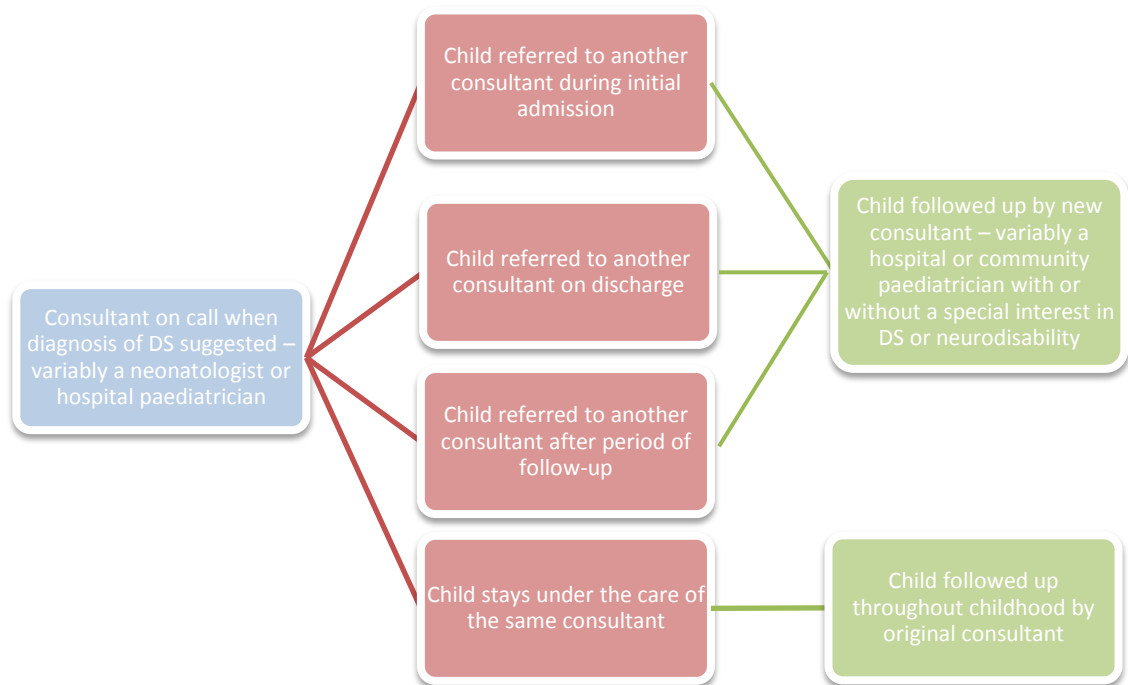 Consultant on call when
diagnosis of DS suggested –
variably a neonatologist or
hospital paediatrician
Child referred to another
consultant during initial
admission
Child referred to another
consultant on discharge
Child referred to another
consultant after period of
follow-up
Child stays under the care of
the same consultant
Child followed up by new
consultant – variably a
hospital or community
paediatrician with or
without a special interest in
DS or neurodisability
Child followed up
throughout childhood by
original consultant